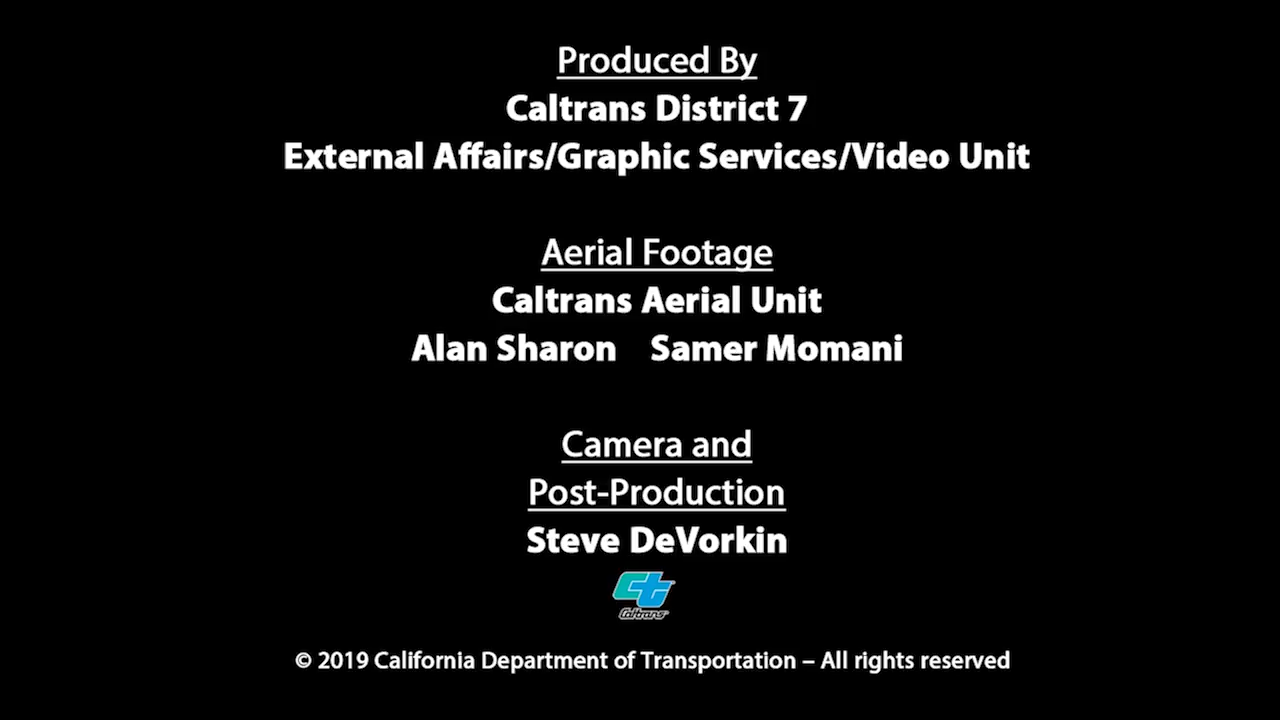 Produced By
Caltrans District 7
External Affairs/Graphic Services/Video Unit
Aerial Footage
Caltrans Aerial Unit
Alan Sharon Samer Momani
Camera and
Post-Production
Steve DeVorkin
ct
Caltrans
© 2019 California Department of Transportation – All rights reserved